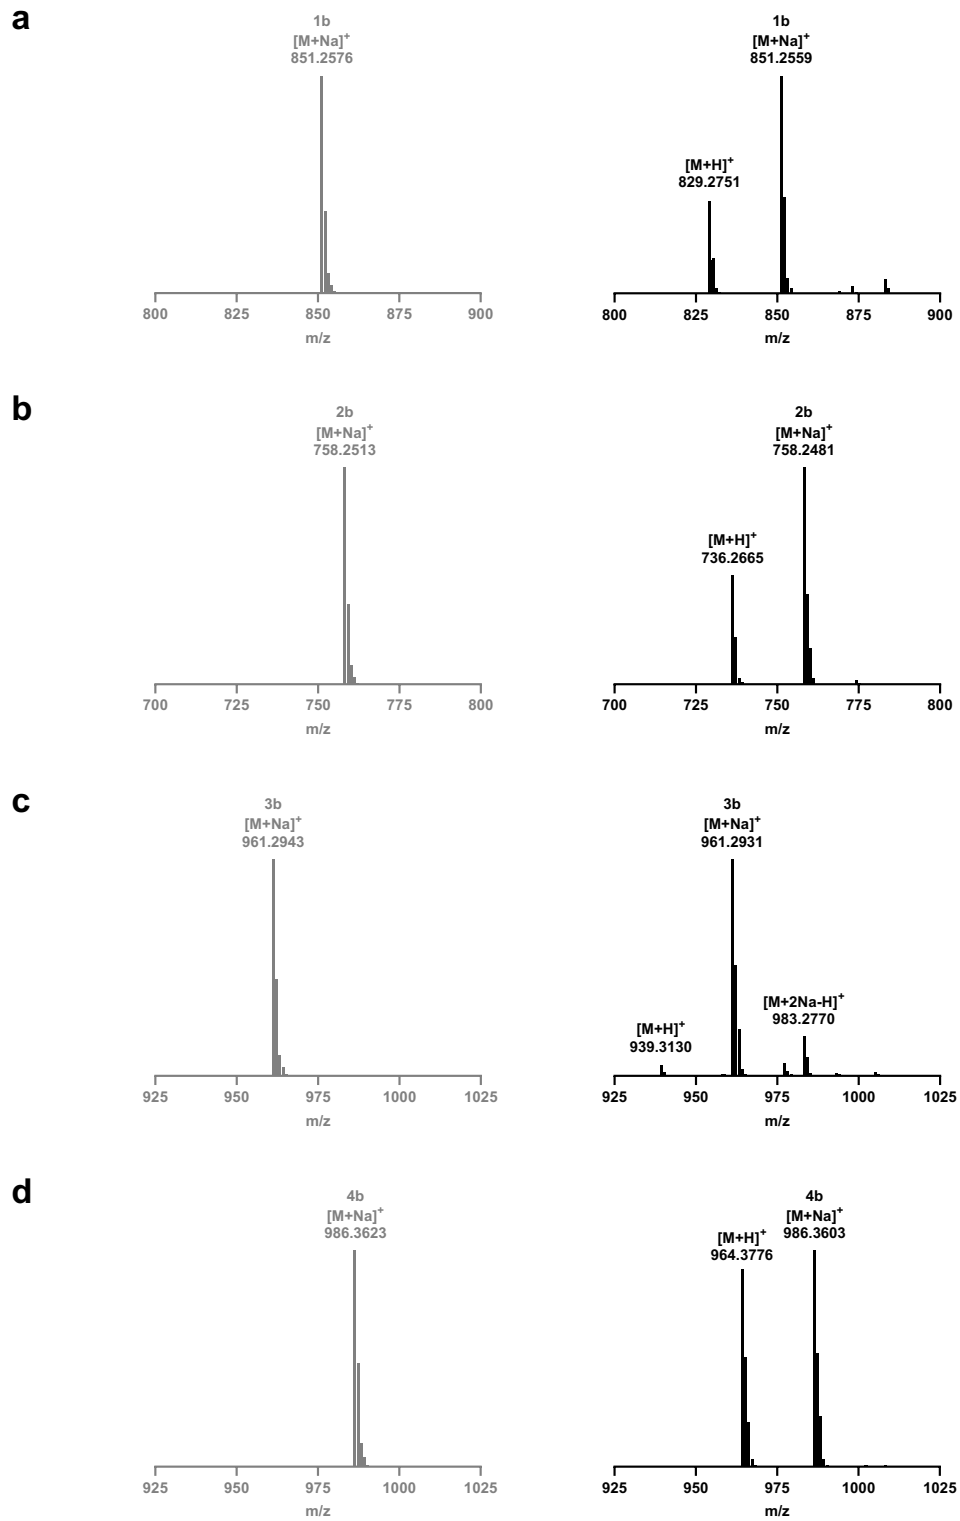 a
1b
[M+Na]+
851.2576
800 825 850 875 900
m/z
1b
[M+Na]+
851.2559
[M+H]+
829.2751
800 825 850 875 900
m/z
b
2b
[M+Na]+
758.2513
700 725 750 775 800
m/z
2b
[M+Na]+
758.2481
[M+H]+
736.2665
700 725 750 775 800
m/z
c
3b
[M+Na]+
961.2943
925 950 975 1000 1025
m/z
3b
[M+Na]+
961.2931
[M+H]+
939.3130
[M+2Na-H]+
983.2770
925 950 975 1000 1025
m/z
d
4b
[M+Na]+
986.3623
925 950 975 1000 1025
m/z
4b
[M+Na]+
986.3603
[M+H]+
964.3776
925 950 975 1000 1025
m/z